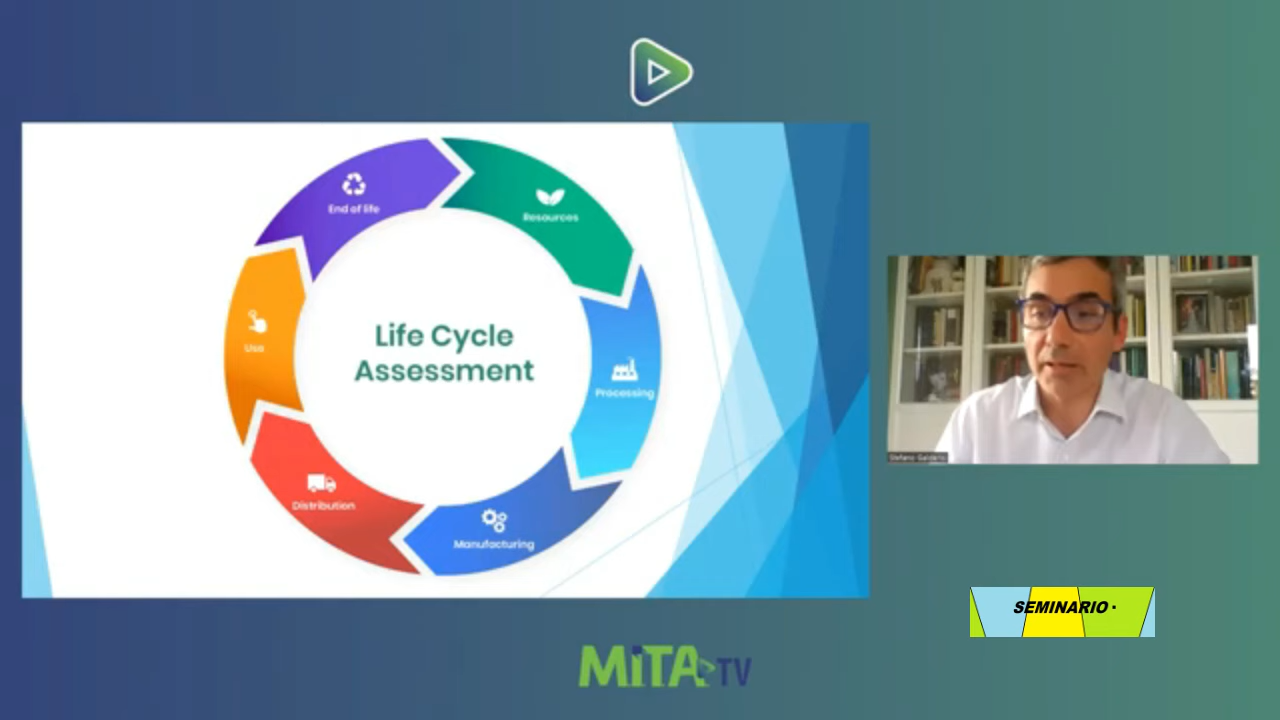 End of life
Resources
Use
Life Cycle
Assessment
Processing
Distribution
Manufacturing
SEMINARIO ·
MiTA TV